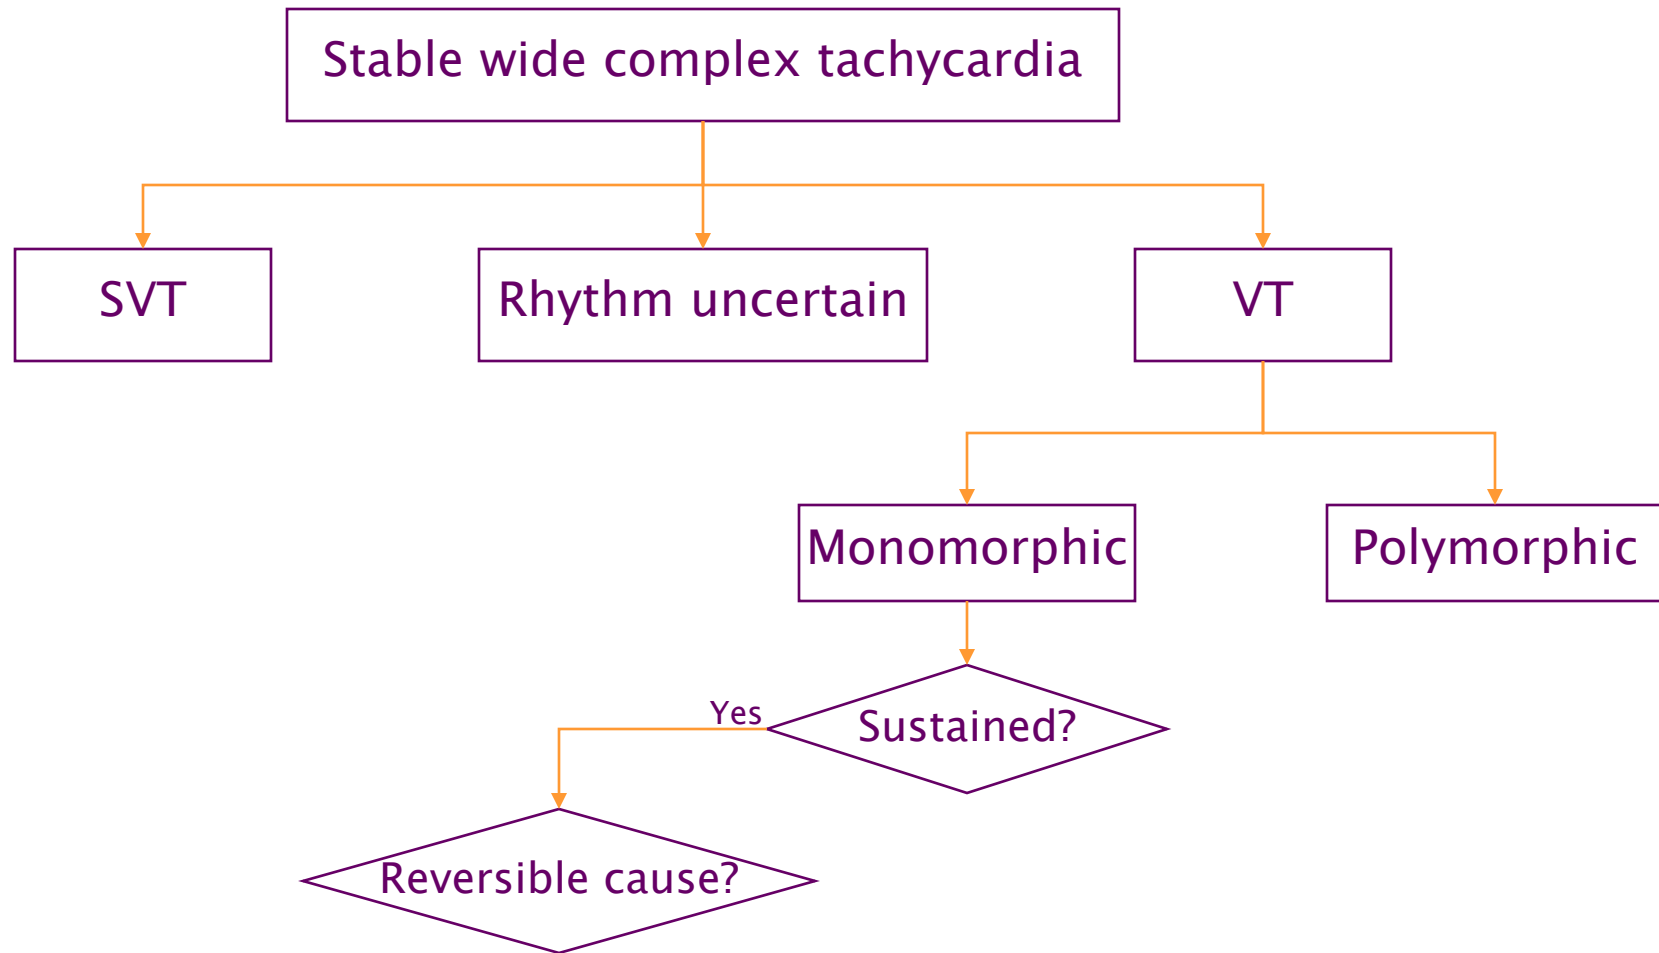 Stable wide complex tachycardia
SVT
Rhythm uncertain
VT
Monomorphic
Polymorphic
Yes
Sustained?
Reversible cause?